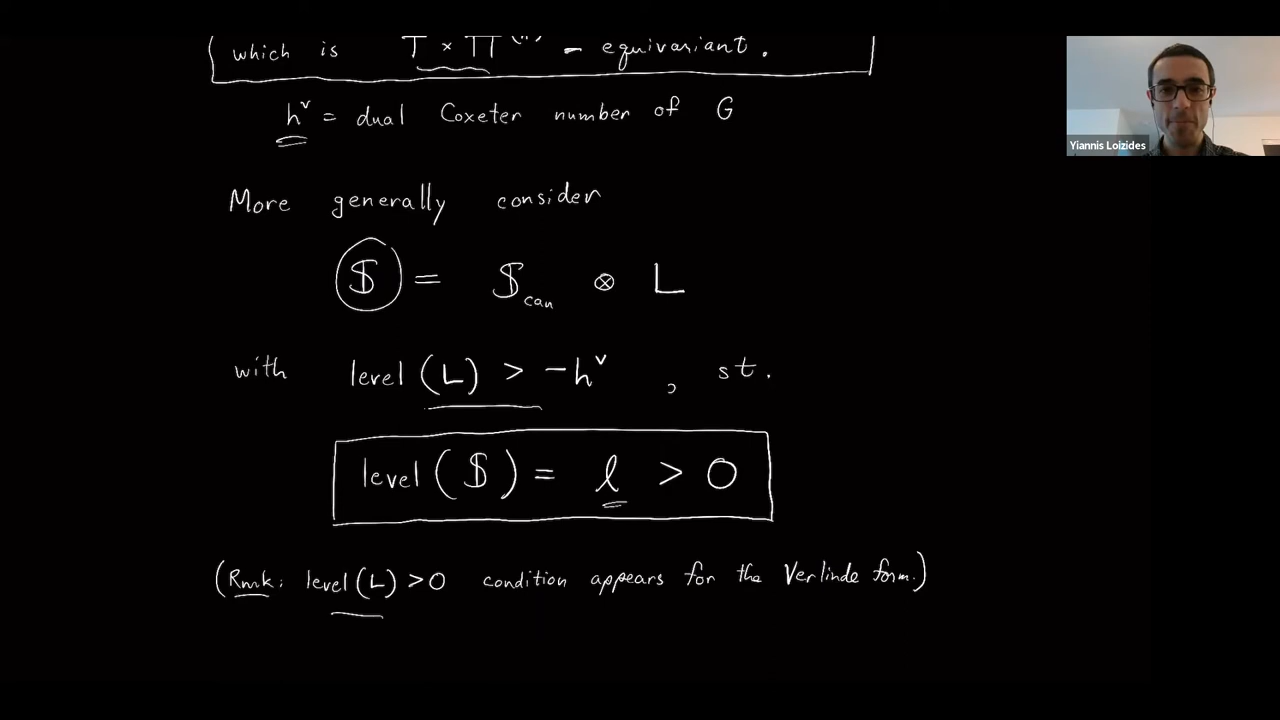 which is T × Π^(h^v) - equivariant.
Yiannis Loizides
h^v = dual Coxeter number of G
More generally consider
$ = $_can ⊗ L
with level (L) > -h^v , st.
level ($) = ℓ > 0
(Rmk: level (L) > 0 condition appears for the Verlinde form.)